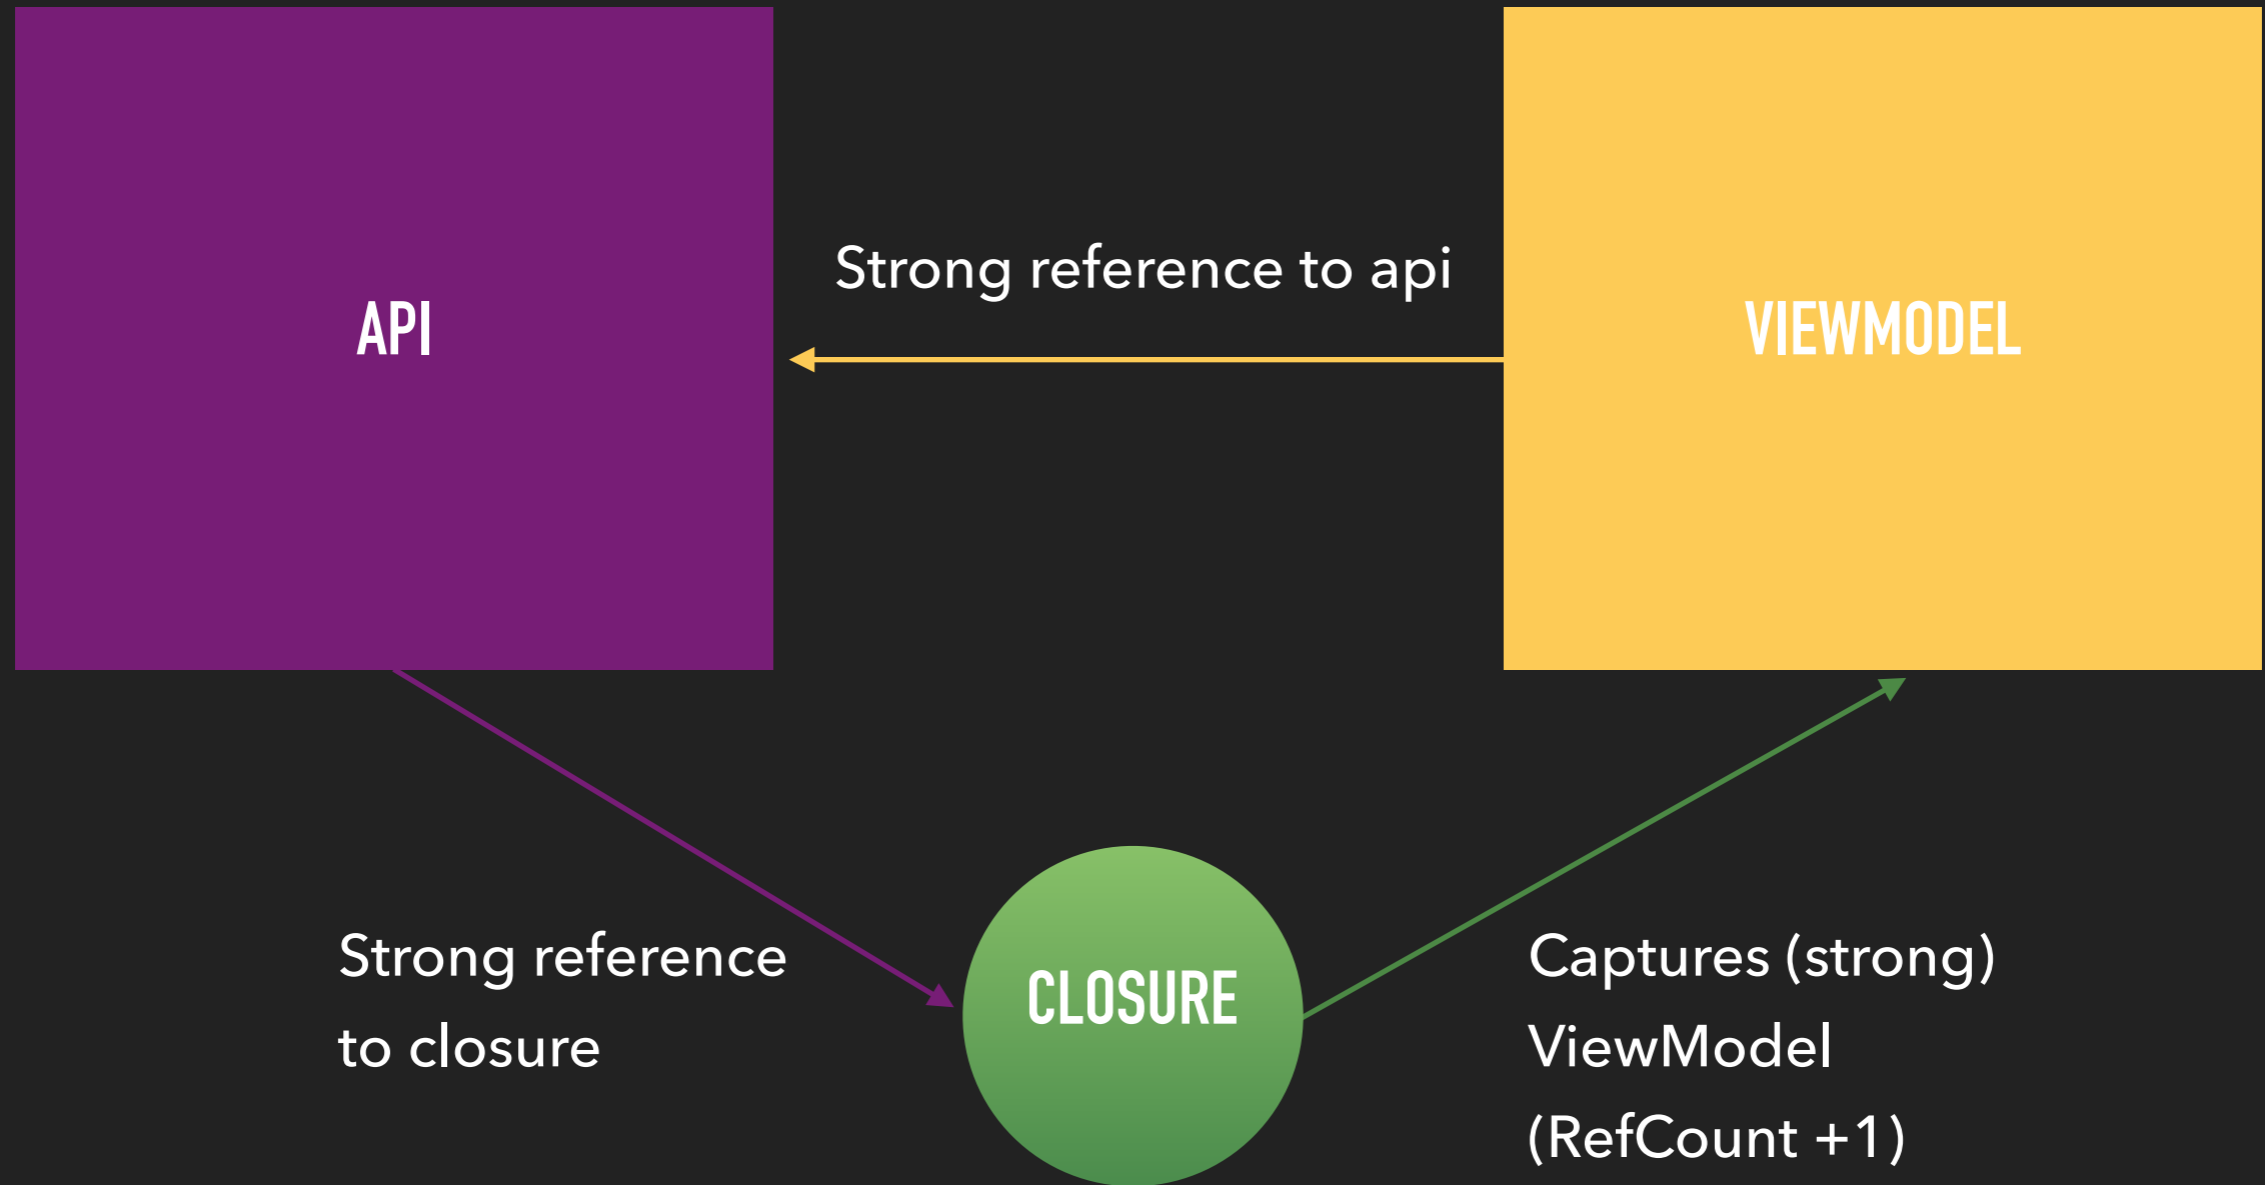 API
Strong reference to api
VIEWMODEL
Strong reference
to closure
CLOSURE
Captures (strong)
ViewModel
(RefCount +1)